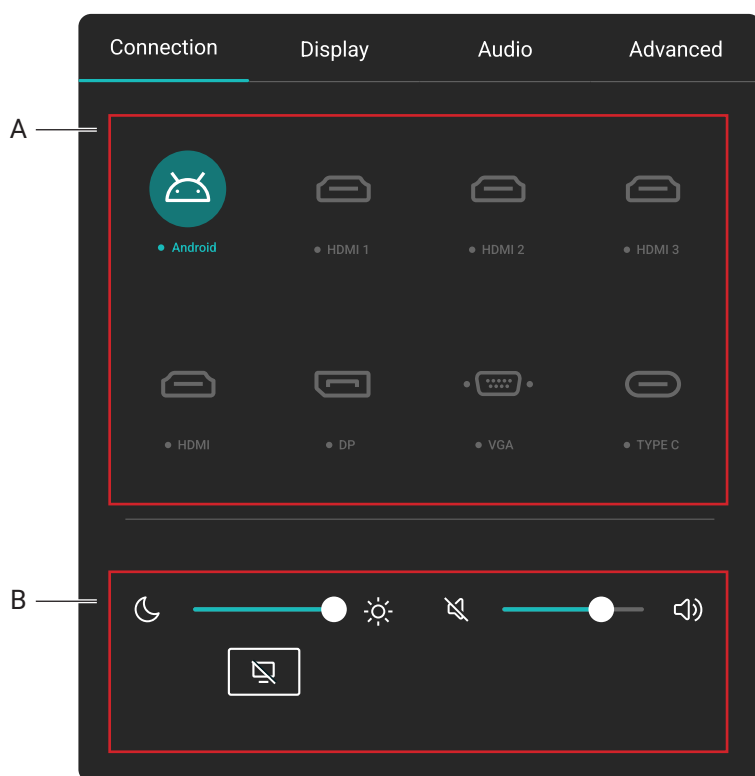 Connection Display Audio Advanced
A
Android HDMI 1 HDMI 2 HDMI 3
HDMI DP VGA TYPE C
B